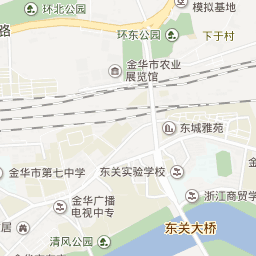 环北公园
模拟基地
路
环东公园
下于村
金华市农业
展览馆
东城雅苑
金华市第七中学
东关实验学校
金华广播
电视中专
浙江商贸学
居
东关大桥
清风公园